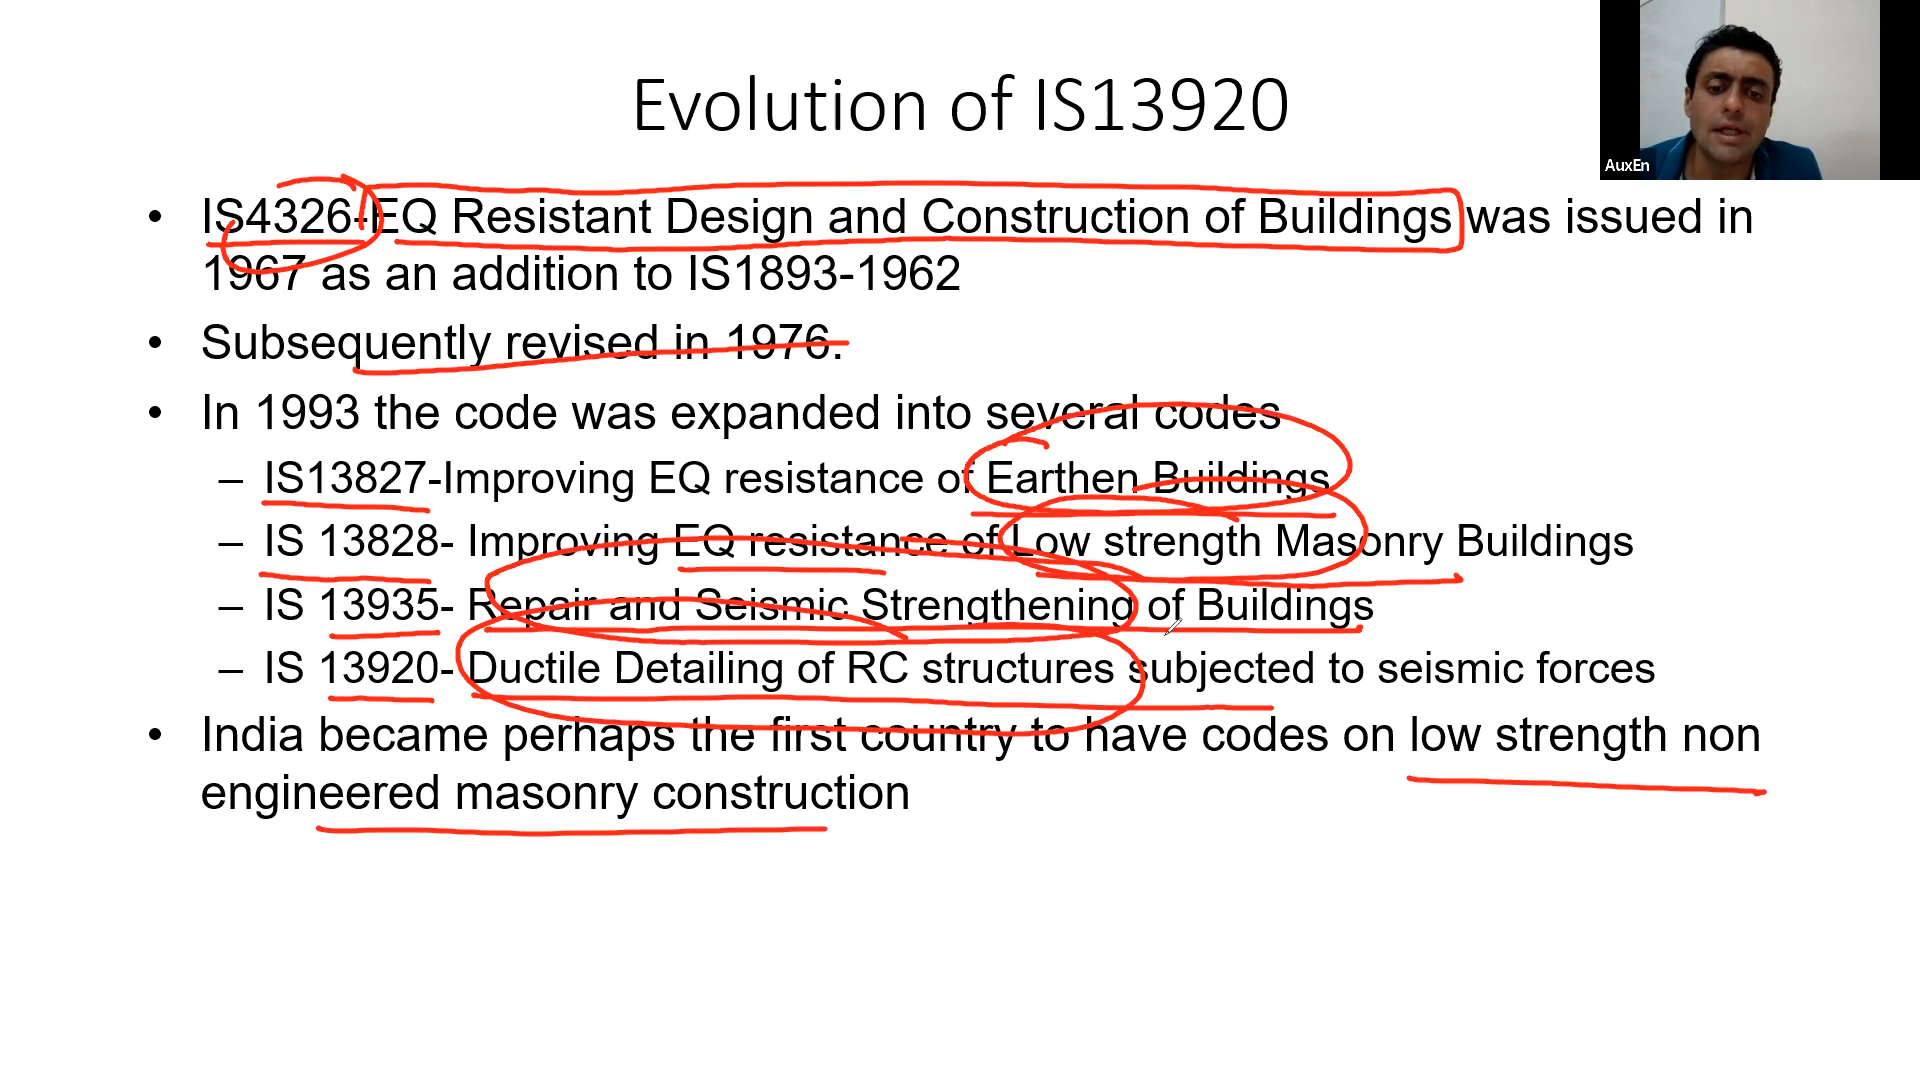 Evolution of IS13920
AuxEn
• IS4326-EQ Resistant Design and Construction of Buildings was issued in
1967 as an addition to IS1893-1962
• Subsequently revised in 1976.
• In 1993 the code was expanded into several codes
– IS13827-Improving EQ resistance of Earthen Buildings
– IS 13828- Improving EQ resistance of Low strength Masonry Buildings
– IS 13935- Repair and Seismic Strengthening of Buildings
– IS 13920- Ductile Detailing of RC structures subjected to seismic forces
• India became perhaps the first country to have codes on low strength non
engineered masonry construction